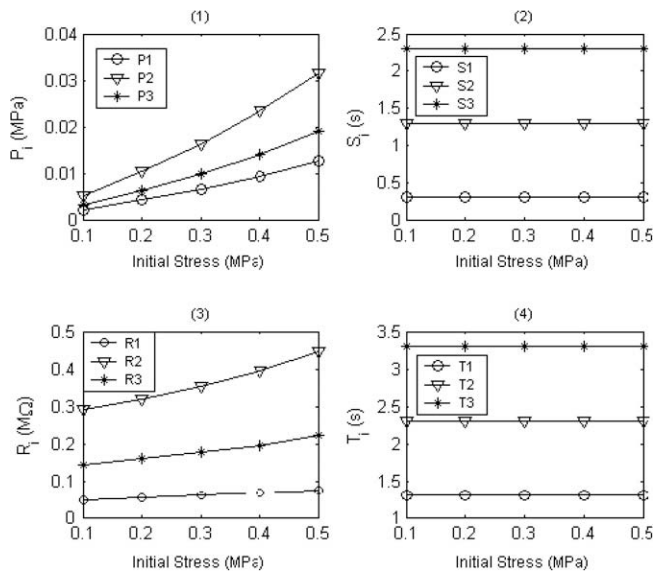 (1)
0.04
0.03
0.02
0.01
0
P1
P2
P3
P_i (MPa)
0.1 0.2 0.3 0.4 0.5
Initial Stress (MPa)
(2)
2.5
1.5
0.5
0
S1
S2
S3
S_i (s)
0.1 0.2 0.3 0.4 0.5
Initial Stress (MPa)
(3)
0.5
0.4
0.3
0.2
0.1
0
R1
R2
R3
R_i (MΩ)
0.1 0.2 0.3 0.4 0.5
Initial Stress (MPa)
(4)
3.5
3
2.5
2
1.5
1
T1
T2
T3
T_i (s)
0.1 0.2 0.3 0.4 0.5
Initial Stress (MPa)